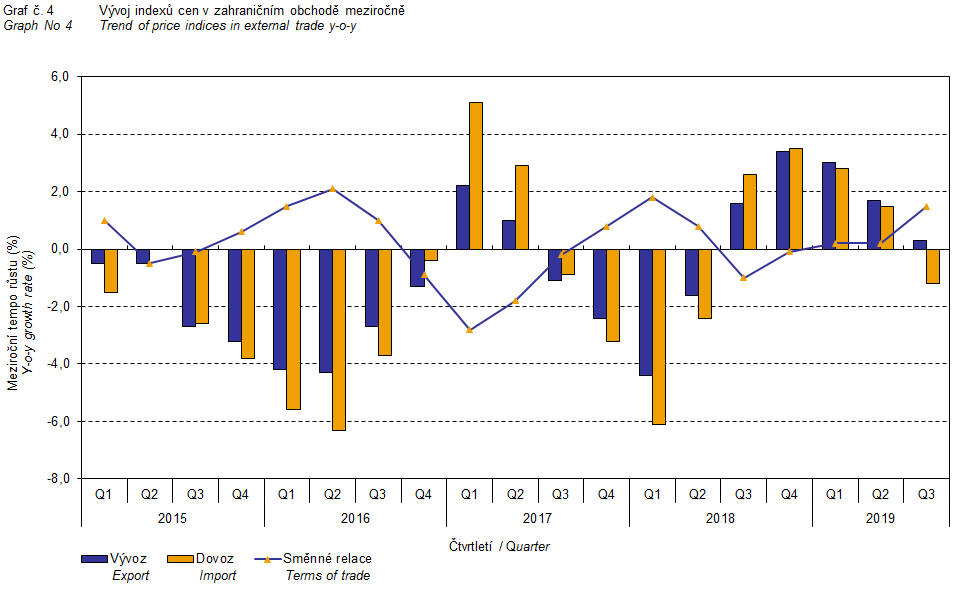 Graf č. 4 Vývoj indexů cen v zahraničním obchodě meziročně
Graph No 4 Trend of price indices in external trade y-o-y
6,0
4,0
2,0
0,0
-2,0
-4,0
-6,0
-8,0
Meziroční tempo růstu (%)
Y-o-y growth rate (%)
Q1 Q2 Q3 Q4 Q1 Q2 Q3 Q4 Q1 Q2 Q3 Q4 Q1 Q2 Q3 Q4 Q1 Q2 Q3
2015 2016 2017 2018 2019
Čtvrtletí / Quarter
Vývoz Dovoz Směnné relace
Export Import Terms of trade